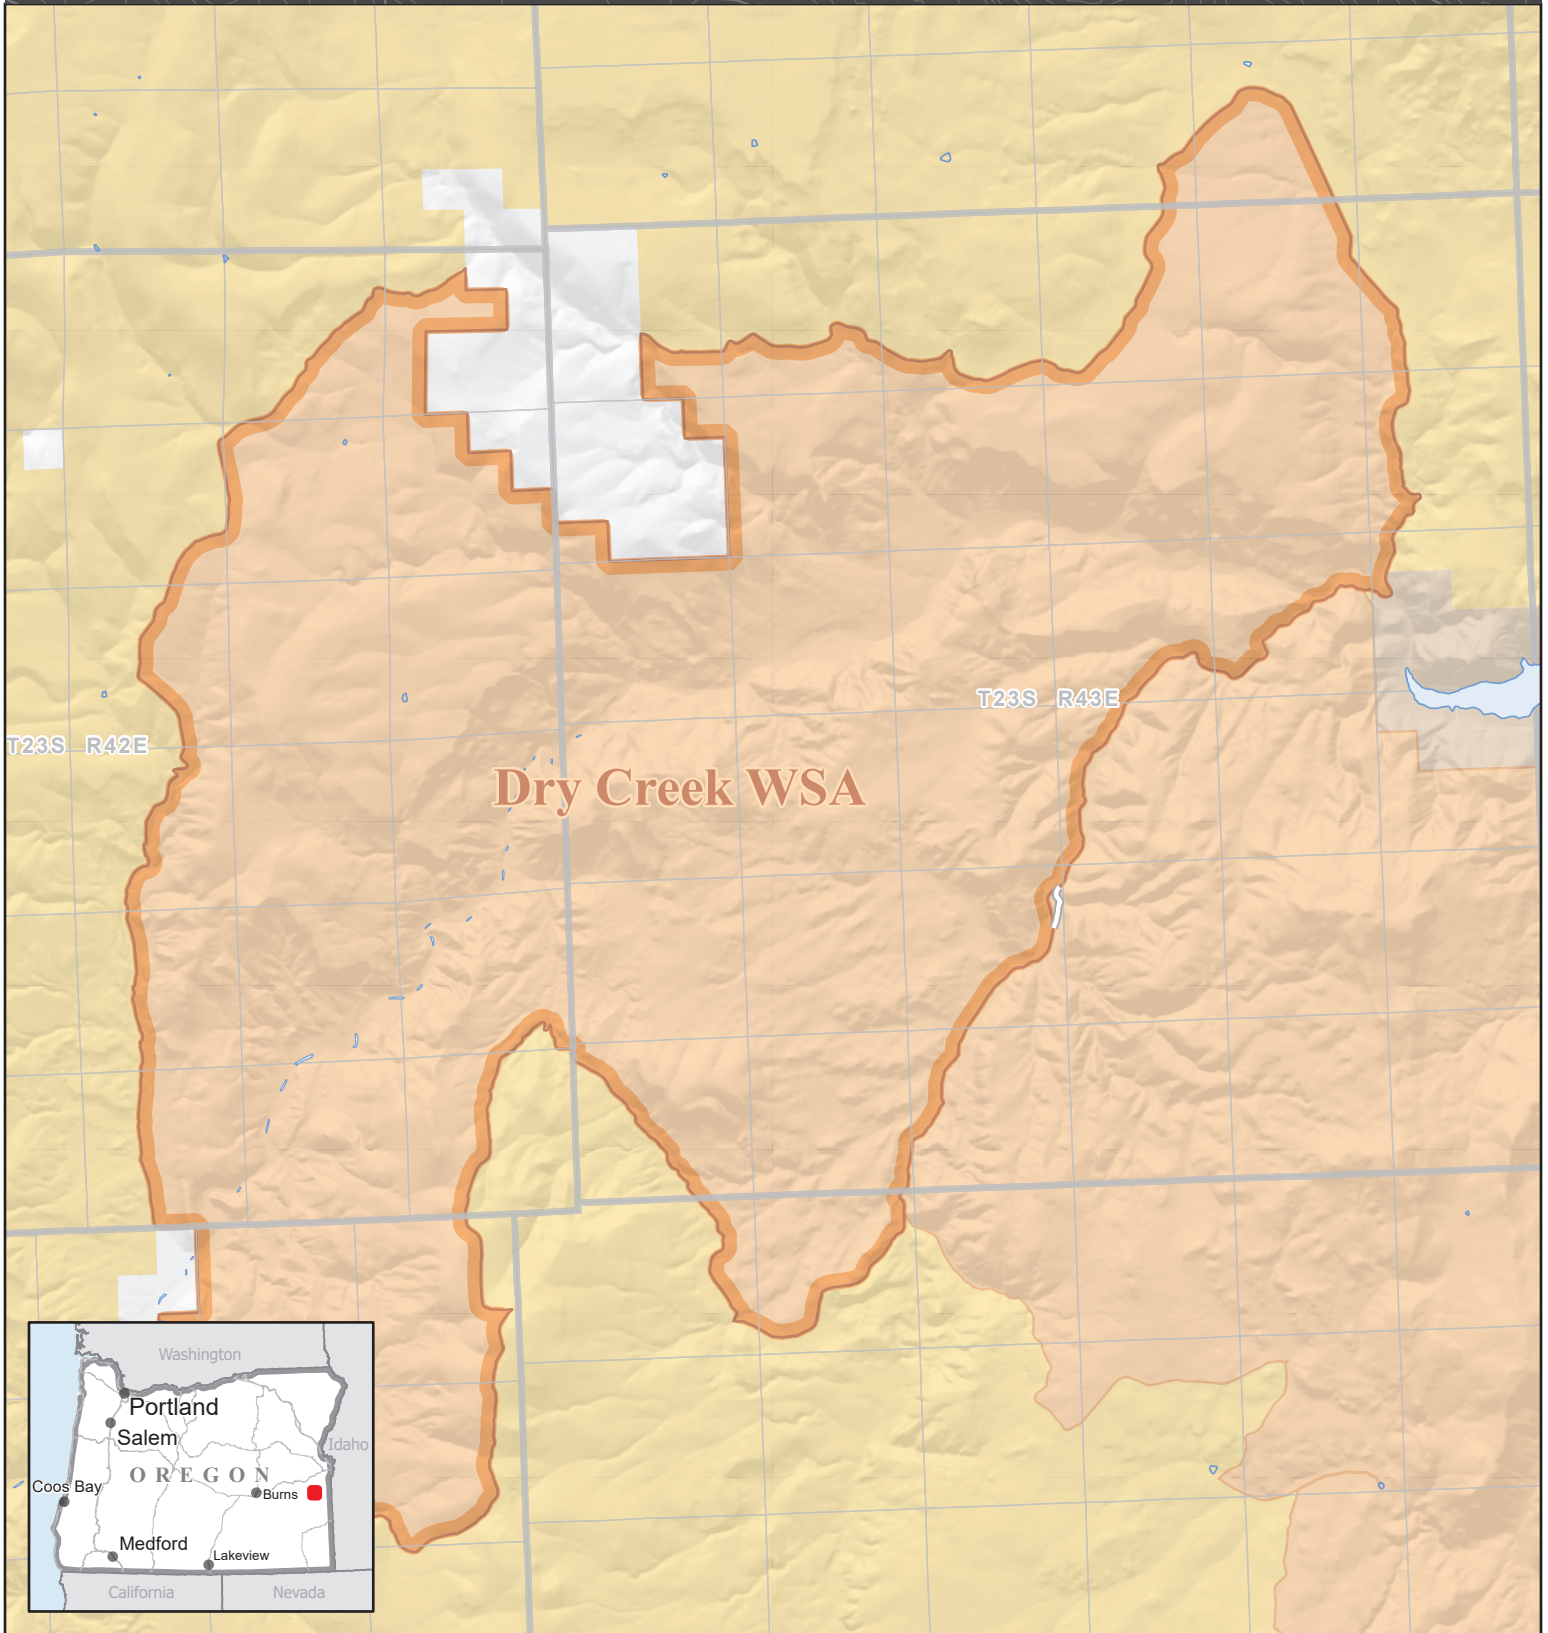 T23S R43E
T23S R42E
Dry Creek WSA
Washington
Portland
Salem
Idaho
OREGON
Coos Bay
Burns
Medford
Lakeview
California
Nevada